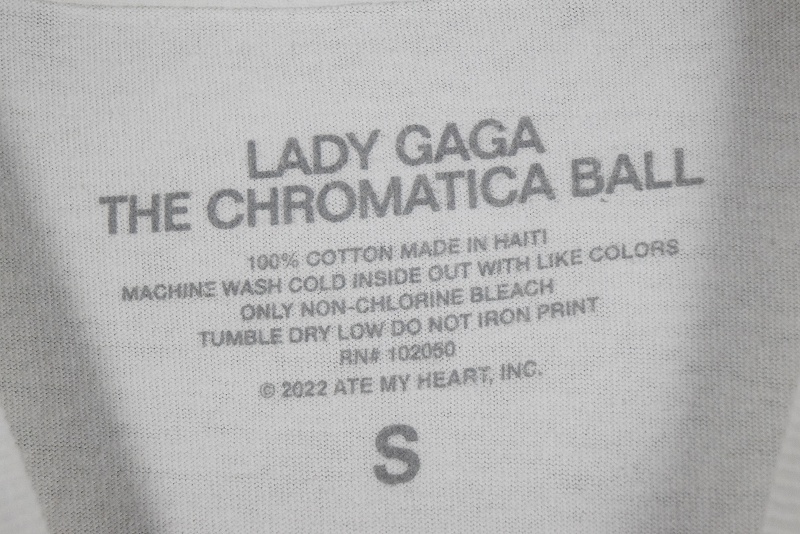 LADY GAGA
THE CHROMATICA BALL
100% COTTON MADE IN HAITI
MACHINE WASH COLD INSIDE OUT WITH LIKE COLORS
ONLY NON-CHLORINE BLEACH
TUMBLE DRY LOW DO NOT IRON PRINT
RN# 102050
© 2022 ATE MY HEART, INC.
S